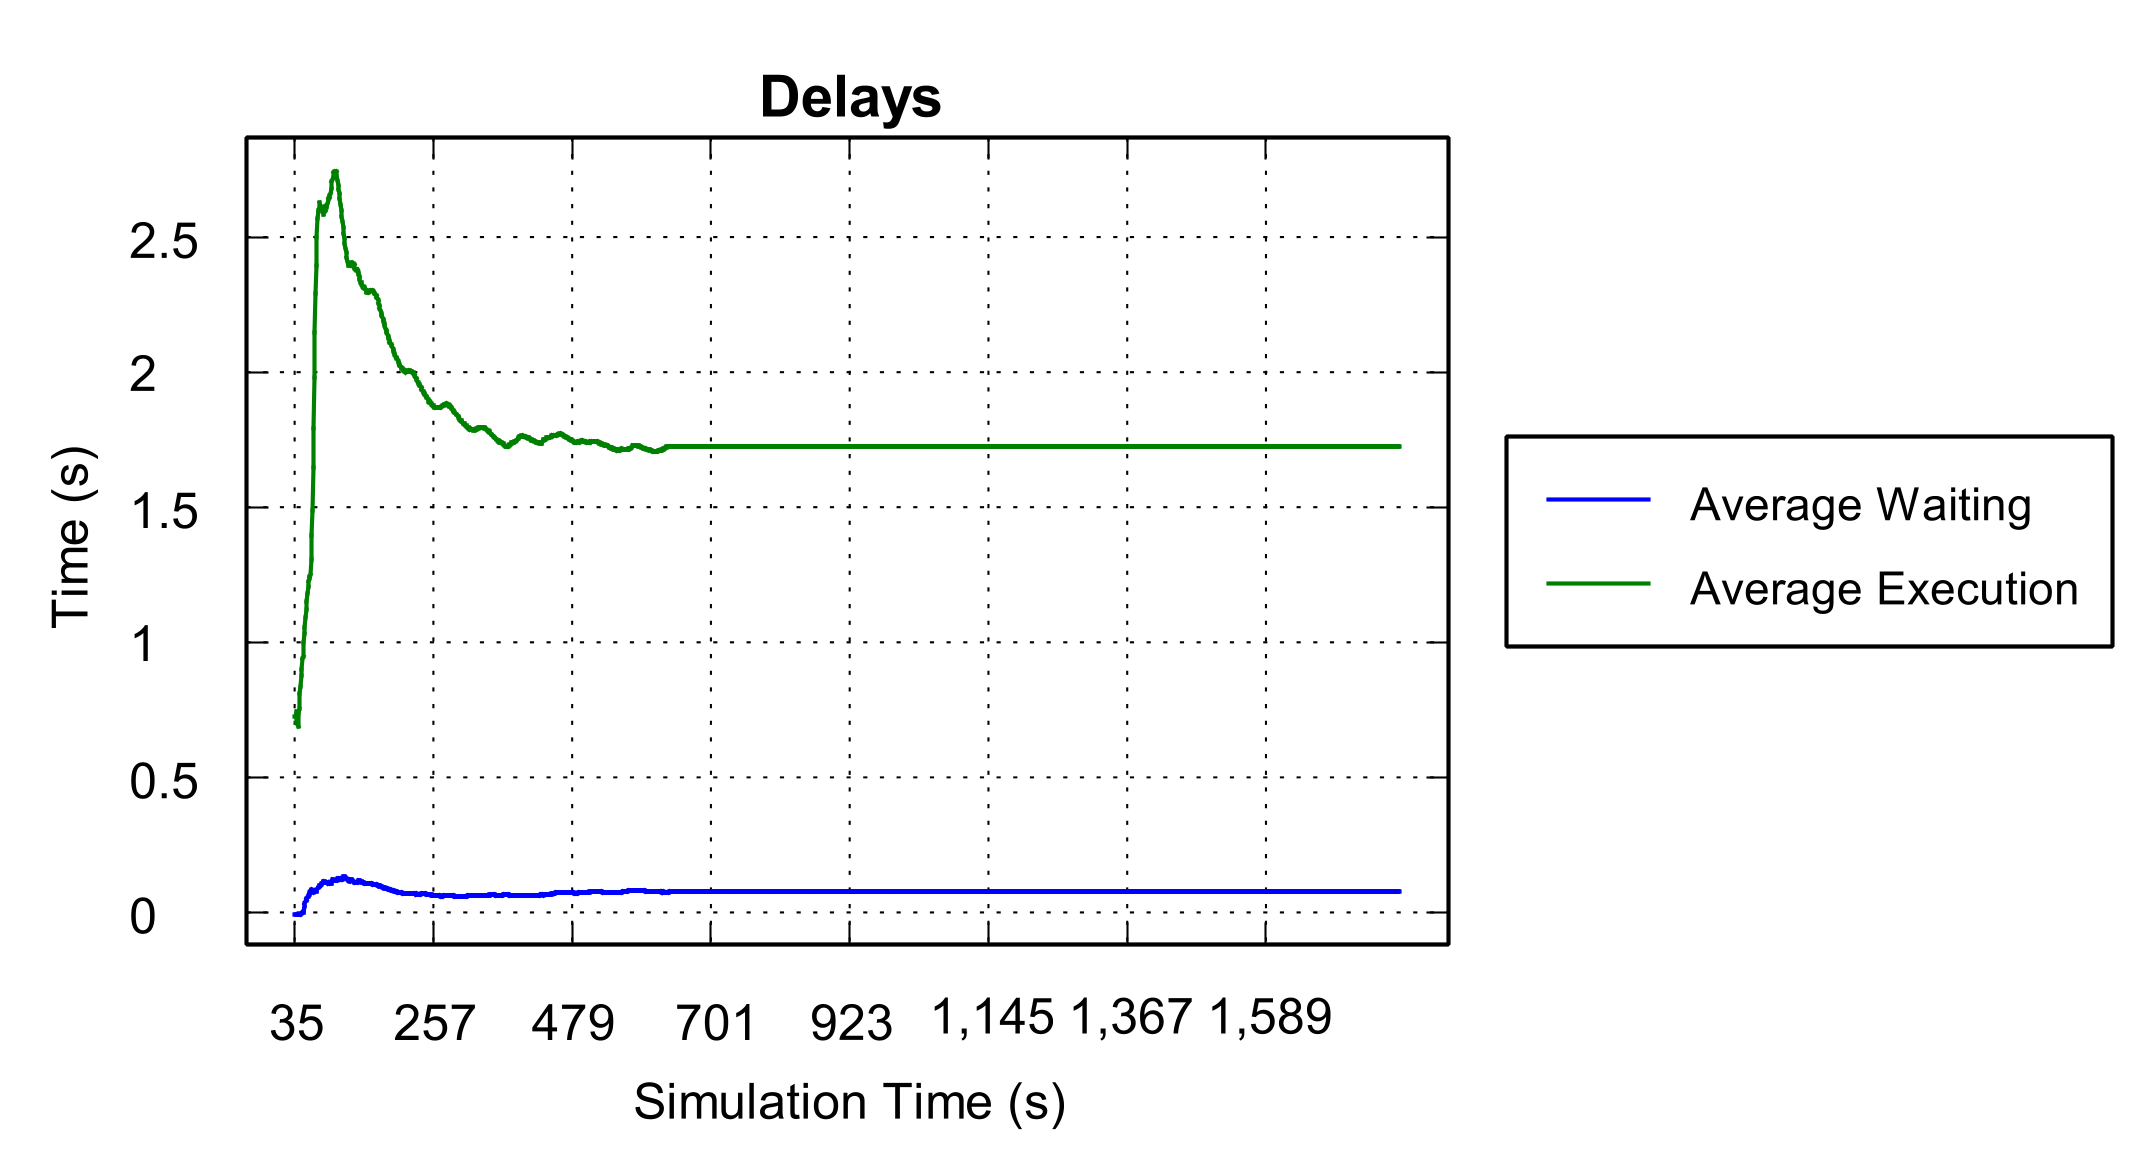 Delays
2.5
2
1.5
1
0.5
0
Time (s)
35 257 479 701 923 1,145 1,367 1,589
Simulation Time (s)
Average Waiting
Average Execution